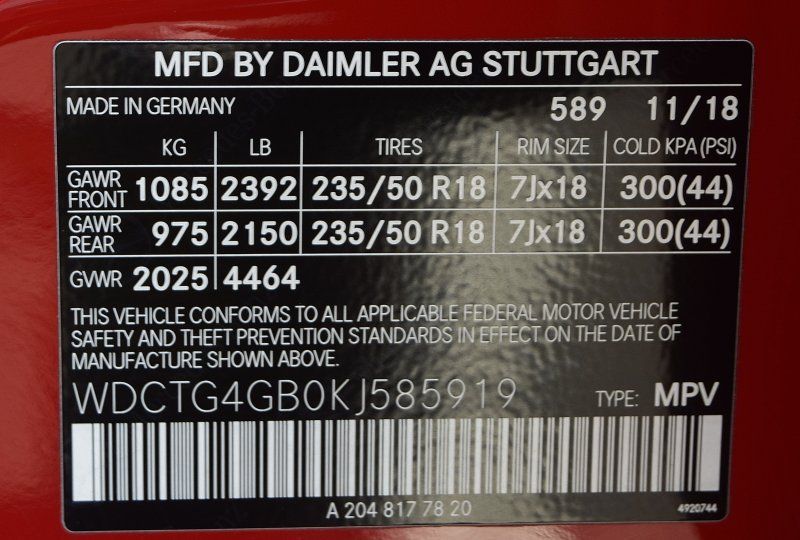 MFD BY DAIMLER AG STUTTGART
MADE IN GERMANY 589 11/18
KG LB TIRES RIM SIZE COLD KPA (PSI)
GAWR FRONT 1085 2392 235/50 R18 7Jx18 300(44)
GAWR REAR 975 2150 235/50 R18 7Jx18 300(44)
GVWR 2025 4464
THIS VEHICLE CONFORMS TO ALL APPLICABLE FEDERAL MOTOR VEHICLE
SAFETY AND THEFT PREVENTION STANDARDS IN EFFECT ON THE DATE OF
MANUFACTURE SHOWN ABOVE.
WDCTG4GB0KJ585919 TYPE: MPV
A 204 817 78 20 4920744